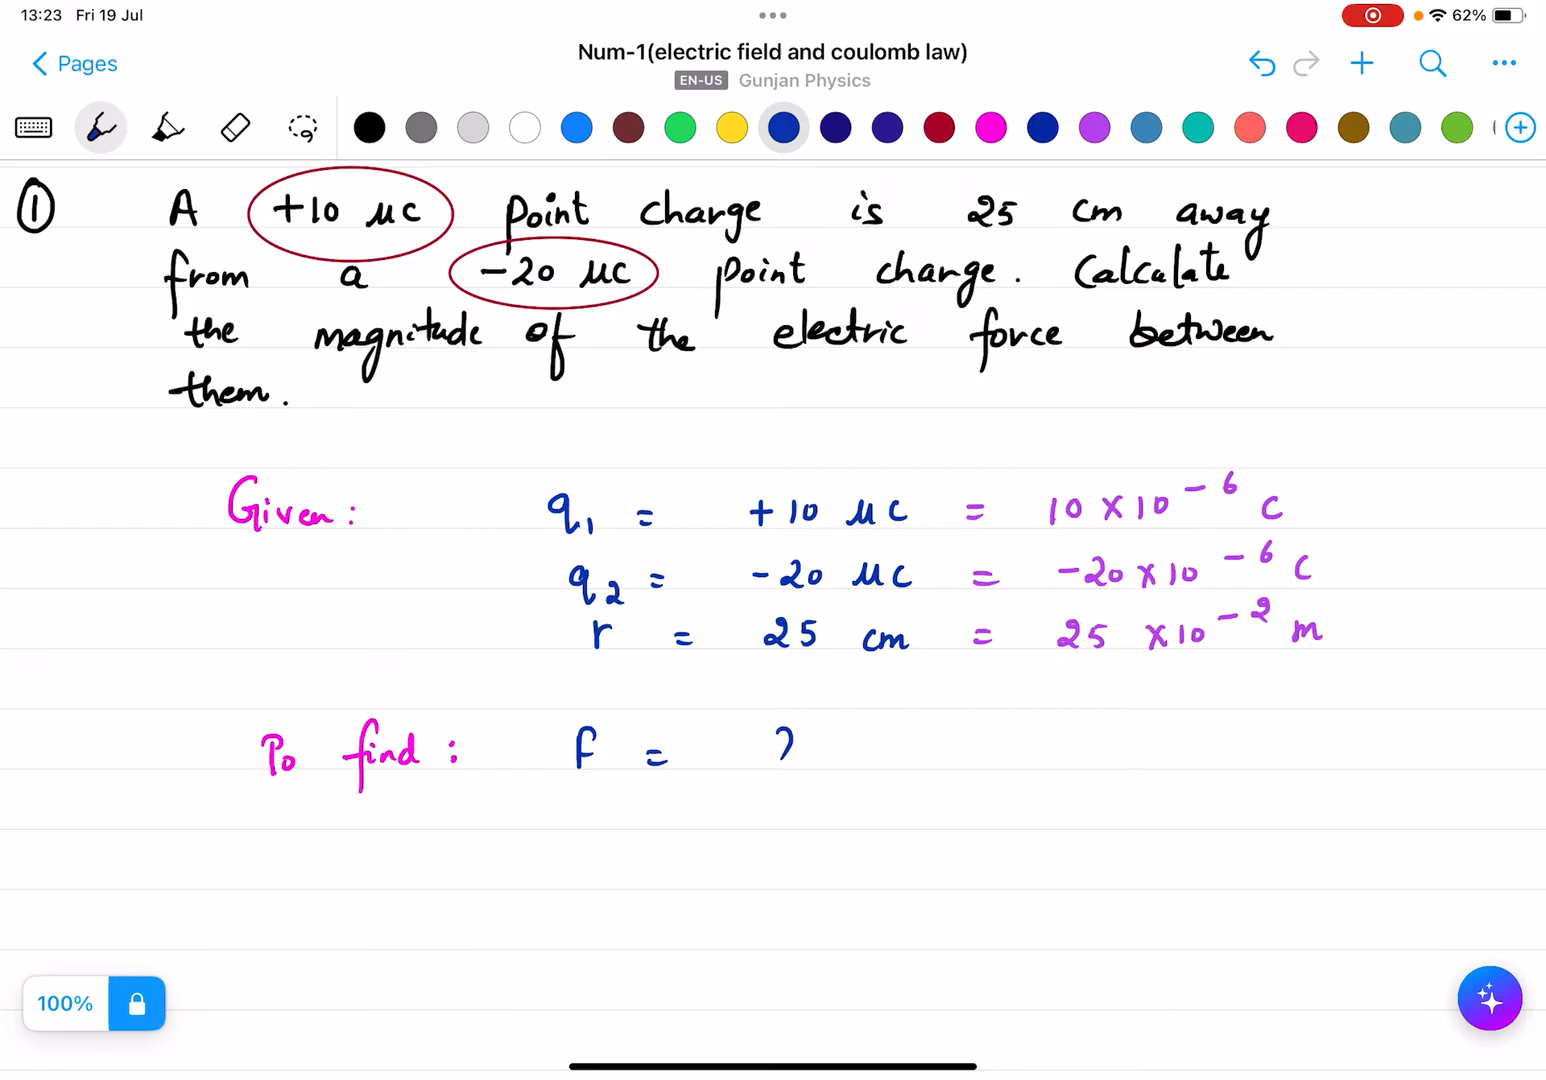 13:23 Fri 19 Jul
62%
Pages
Num-1(electric field and coulomb law)
EN-US Gunjan Physics
① A +10 μc point charge is 25 cm away
from a -20 μc point charge. Calcalate
the magnitude of the electric force between
them.
Given: q₁ = +10 μc = 10 × 10⁻⁶ C
q₂ = -20 μc = -20 × 10⁻⁶ C
r = 25 cm = 25 × 10⁻² m
To find: F = ?
100%